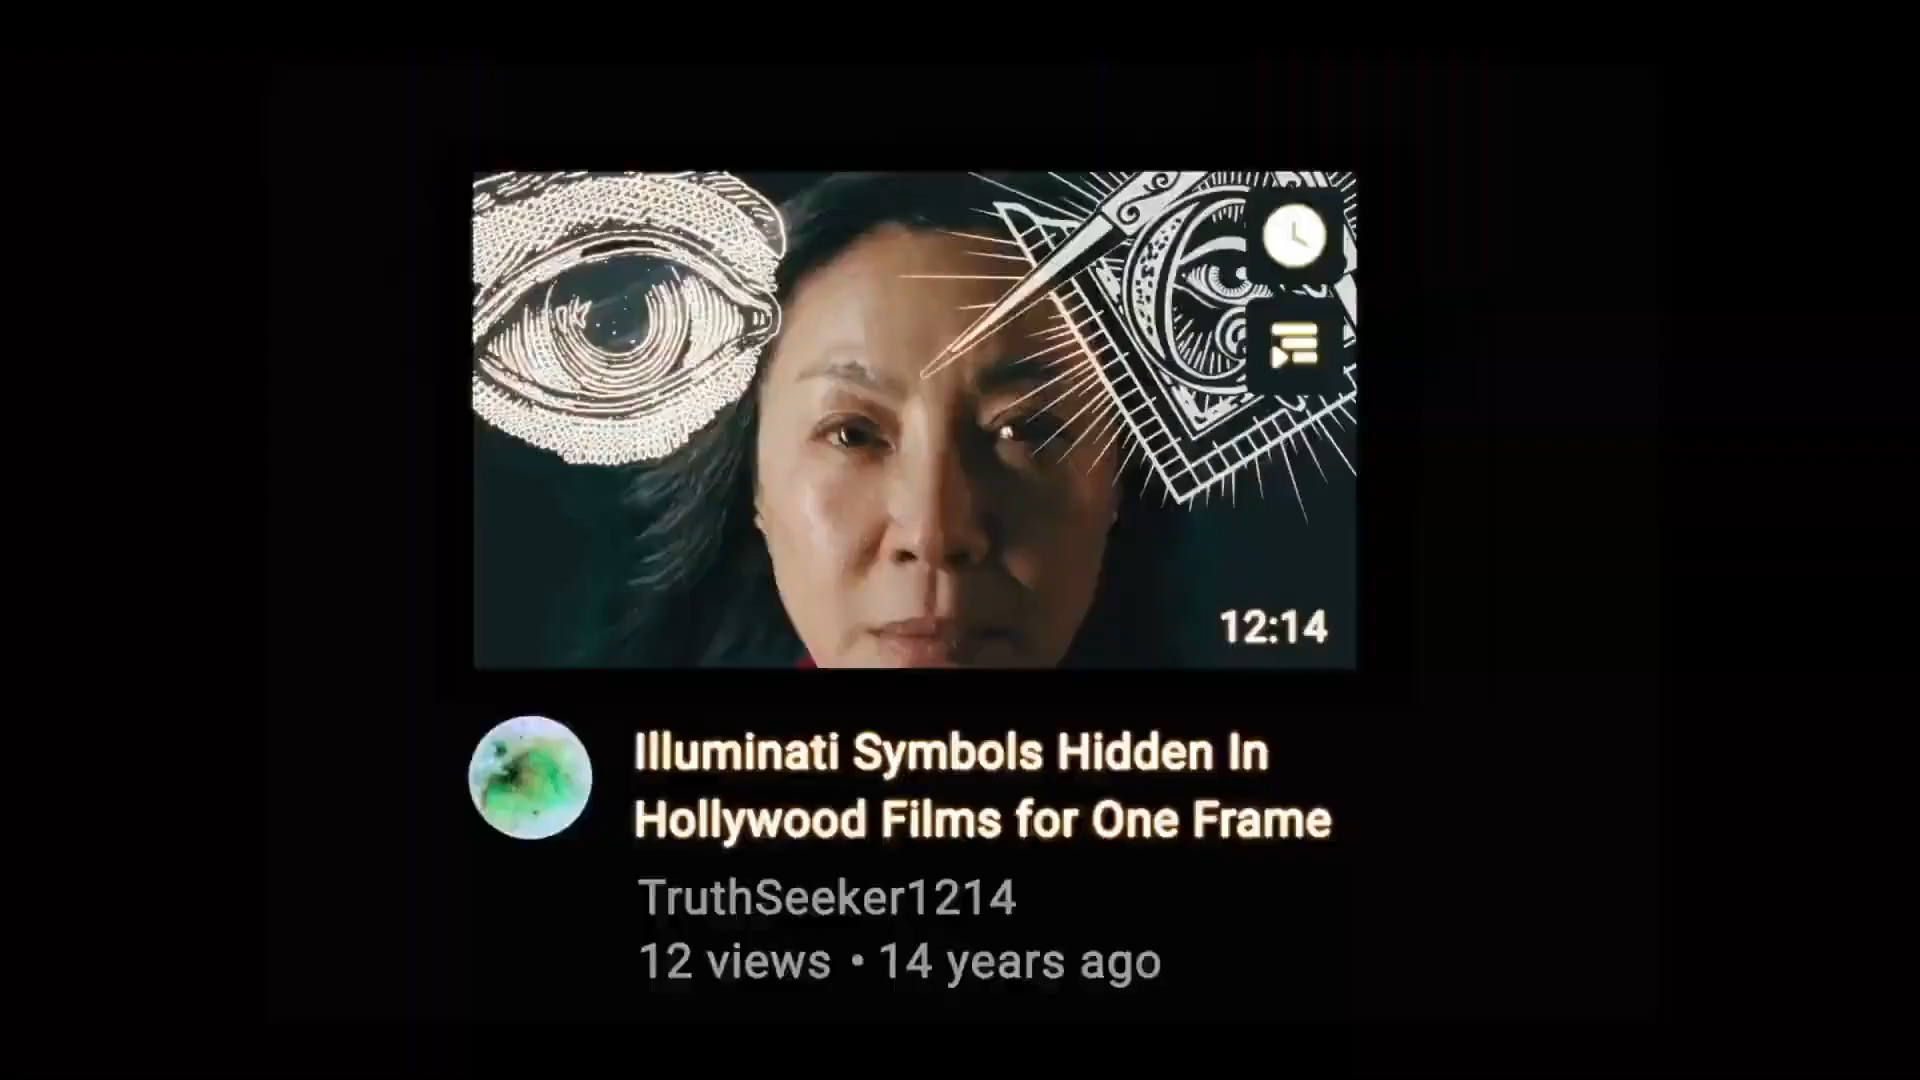 12:14
Illuminati Symbols Hidden In
Hollywood Films for One Frame
TruthSeeker1214
12 views • 14 years ago